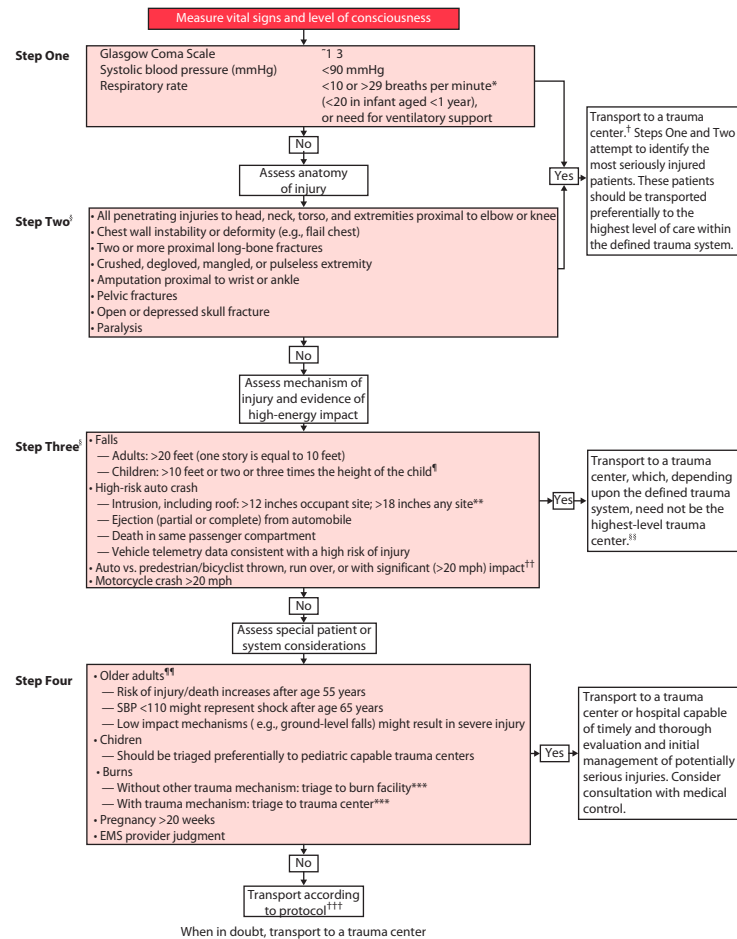 Measure vital signs and level of consciousness
Step One
Glasgow Coma Scale ˜1 3
Systolic blood pressure (mmHg) <90 mmHg
Respiratory rate <10 or >29 breaths per minute*
(<20 in infant aged <1 year),
or need for ventilatory support
No
Assess anatomy
of injury
Yes
Transport to a trauma
center.† Steps One and Two
attempt to identify the
most seriously injured
patients. These patients
should be transported
preferentially to the
highest level of care within
the defined trauma system.
Step Two§
• All penetrating injuries to head, neck, torso, and extremities proximal to elbow or knee
• Chest wall instability or deformity (e.g., flail chest)
• Two or more proximal long-bone fractures
• Crushed, degloved, mangled, or pulseless extremity
• Amputation proximal to wrist or ankle
• Pelvic fractures
• Open or depressed skull fracture
• Paralysis
No
Assess mechanism of
injury and evidence of
high-energy impact
Step Three§
• Falls
— Adults: >20 feet (one story is equal to 10 feet)
— Children: >10 feet or two or three times the height of the child¶
• High-risk auto crash
— Intrusion, including roof: >12 inches occupant site; >18 inches any site**
— Ejection (partial or complete) from automobile
— Death in same passenger compartment
— Vehicle telemetry data consistent with a high risk of injury
• Auto vs. predestrian/bicyclist thrown, run over, or with significant (>20 mph) impact††
• Motorcycle crash >20 mph
Yes
Transport to a trauma
center, which, depending
upon the defined trauma
system, need not be the
highest-level trauma
center.§§
No
Assess special patient or
system considerations
Step Four
• Older adults¶¶
— Risk of injury/death increases after age 55 years
— SBP <110 might represent shock after age 65 years
— Low impact mechanisms ( e.g., ground-level falls) might result in severe injury
• Chidren
— Should be triaged preferentially to pediatric capable trauma centers
• Burns
— Without other trauma mechanism: triage to burn facility***
— With trauma mechanism: triage to trauma center***
• Pregnancy >20 weeks
• EMS provider judgment
Yes
Transport to a trauma
center or hospital capable
of timely and thorough
evaluation and initial
management of potentially
serious injuries. Consider
consultation with medical
control.
No
Transport according
to protocol†††
When in doubt, transport to a trauma center